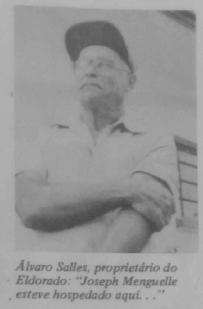 Álvaro Salles, proprietário do
Eldorado: "Joseph Menguelle
esteve hospedado aqui. . ."